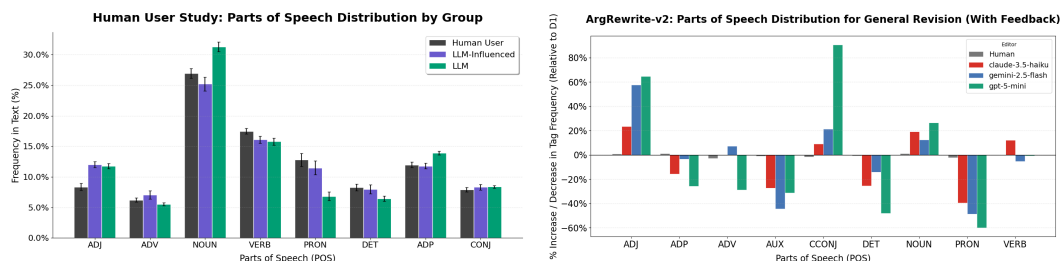 Human User Study: Parts of Speech Distribution by Group
Frequency in Text (%)
30.0%
25.0%
20.0%
15.0%
10.0%
5.0%
0.0%
Human User
LLM-Influenced
LLM
ADJ ADV NOUN VERB PRON DET ADP CONJ
Parts of Speech (POS)
ArgRewrite-v2: Parts of Speech Distribution for General Revision (With Feedback)
% Increase / Decrease in Tag Frequency (Relative to D1)
80%
60%
40%
20%
0%
−20%
−40%
−60%
Editor
Human
claude-3.5-haiku
gemini-2.5-flash
gpt-5-mini
ADJ ADP ADV AUX CCONJ DET NOUN PRON VERB
Parts of Speech (POS)